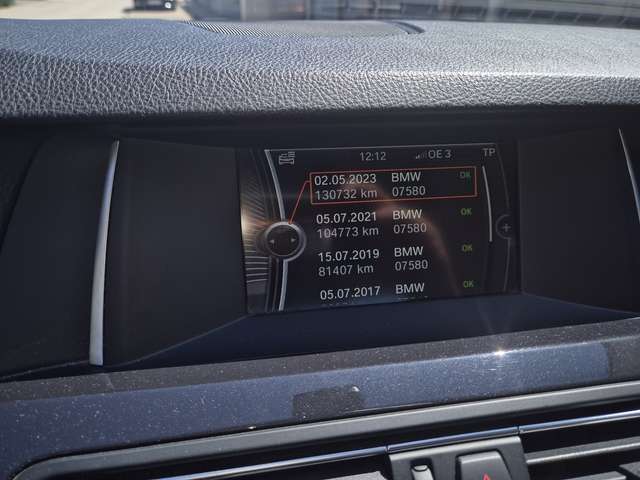 12:12 OE 3 TP
02.05.2023 BMW OK
130732 km 07580
05.07.2021 BMW OK
104773 km 07580
15.07.2019 BMW OK
81407 km 07580
05.07.2017 BMW OK